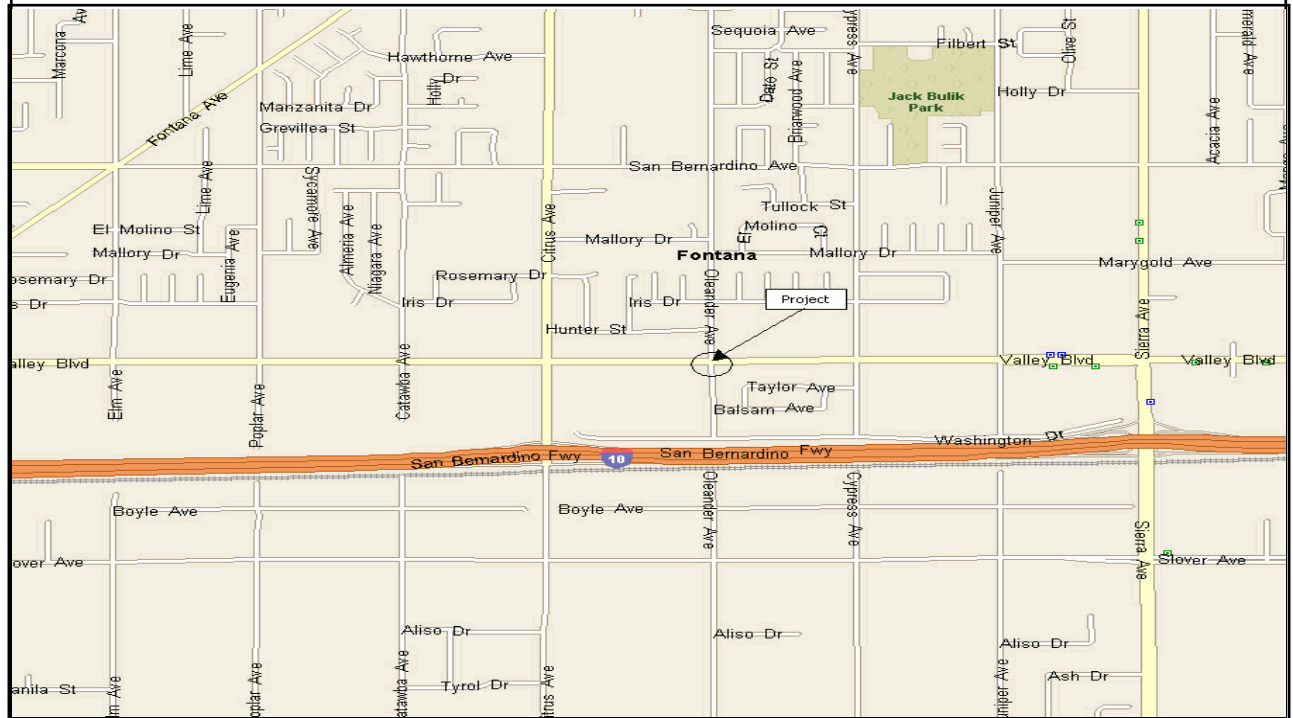 Marcona
Av
Lime Ave
Fontana Ave
Hawthorne Ave
Holly Dr
Manzanita Dr
Grevillea St
Sequoia Ave
Date St
Briarwood Ave
ypress Ave
Filbert St
Olive St
Jack Bulik
Park
Holly Dr
Acacia Ave
merald Ave
San Bernardino Ave
Lime Ave
Sycamore Ave
El Molino St
Mallory Dr
Eugenia Ave
Almeria Ave
Niagara Ave
Citrus Ave
Tullock St
El Molino Ct
Mallory Dr
Fontana
Mallory Dr
Juniper Ave
Marygold Ave
osemary Dr
s Dr
Rosemary Dr
Iris Dr
Iris Dr
Oleander Ave
Project
Hunter St
Sierra Ave
alley Blvd
Valley Blvd
Valley Blvd
Elm Ave
Poplar Ave
Catawba Ave
Taylor Ave
Balsam Ave
Washington Dr
San Bernardino Fwy
10
San Bernardino Fwy
Oleander Ave
Cypress Ave
Boyle Ave
Boyle Ave
Sierra Ave
over Ave
Slover Ave
Aliso Dr
Aliso Dr
Aliso Dr
anila St
lm Ave
oplar Ave
atawba Ave
Tyrol Dr
itrus Ave
uniper Ave
Ash Dr